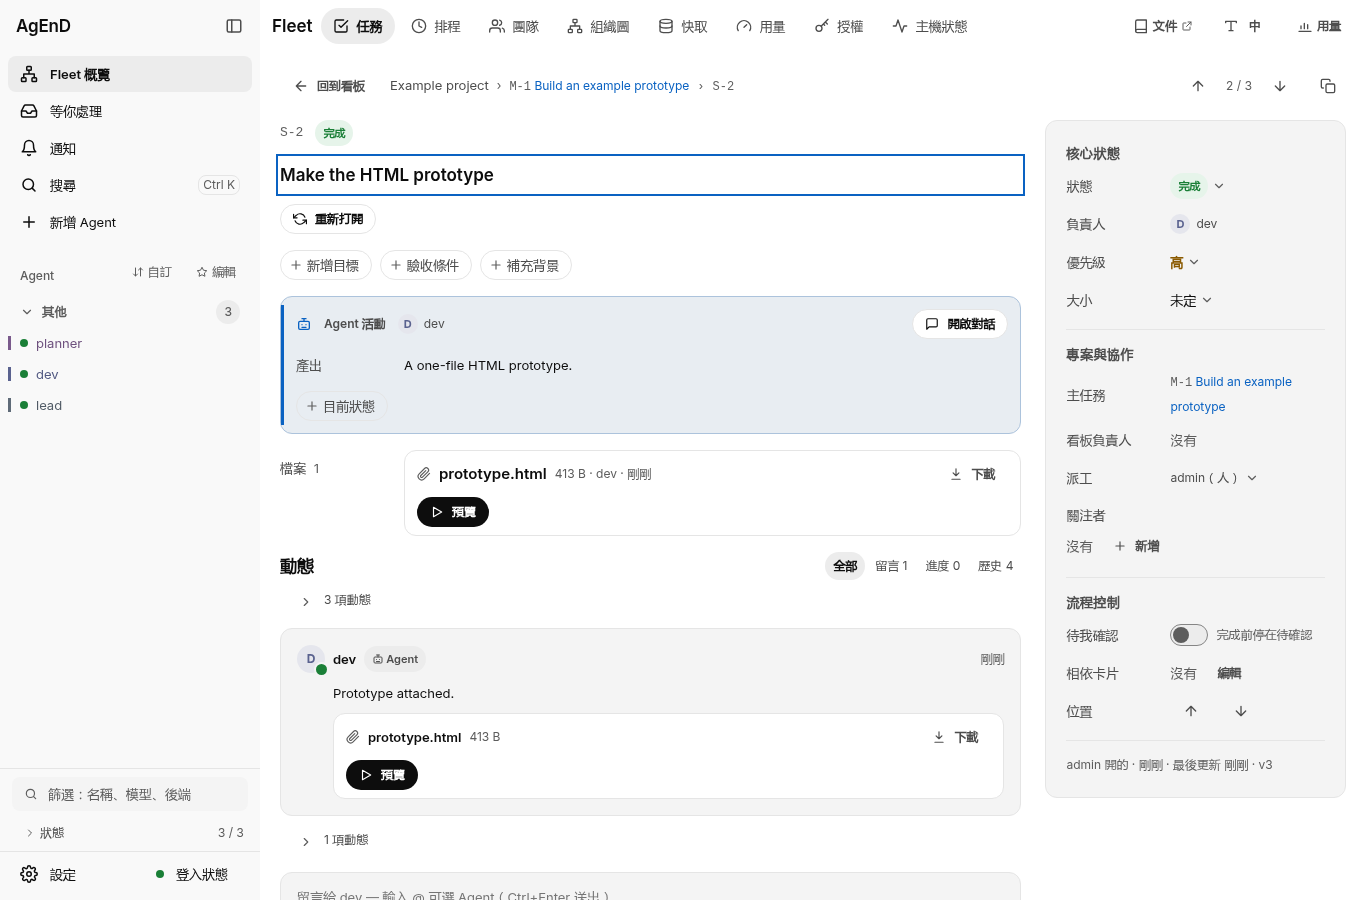 AgEnD
Fleet 概覽
等你處理
通知
搜尋 Ctrl K
新增 Agent
Agent 自訂 編輯
其他 3
planner
dev
lead
篩選：名稱、模型、後端
狀態 3 / 3
設定 登入狀態
Fleet 任務 排程 團隊 組織圖 快取 用量 授權 主機狀態 文件 中 用量
回到看板 Example project › M-1 Build an example prototype › S-2 2 / 3
S-2 完成
Make the HTML prototype
重新打開
新增目標 驗收條件 補充背景
Agent 活動 D dev 開啟對話
產出 A one-file HTML prototype.
目前狀態
檔案 1 prototype.html 413 B · dev · 剛剛 下載
預覽
動態 全部 留言 1 進度 0 歷史 4
3 項動態
D dev Agent 剛剛
Prototype attached.
prototype.html 413 B 下載
預覽
1 項動態
留言給 dev — 輸入 @ 可選 Agent（Ctrl+Enter 送出）
核心狀態
狀態 完成
負責人 D dev
優先級 高
大小 未定
專案與協作
主任務 M-1 Build an example
prototype
看板負責人 沒有
派工 admin（人）
關注者
沒有 新增
流程控制
待我確認 完成前停在待確認
相依卡片 沒有 編輯
位置
admin 開的 · 剛剛 · 最後更新 剛剛 · v3